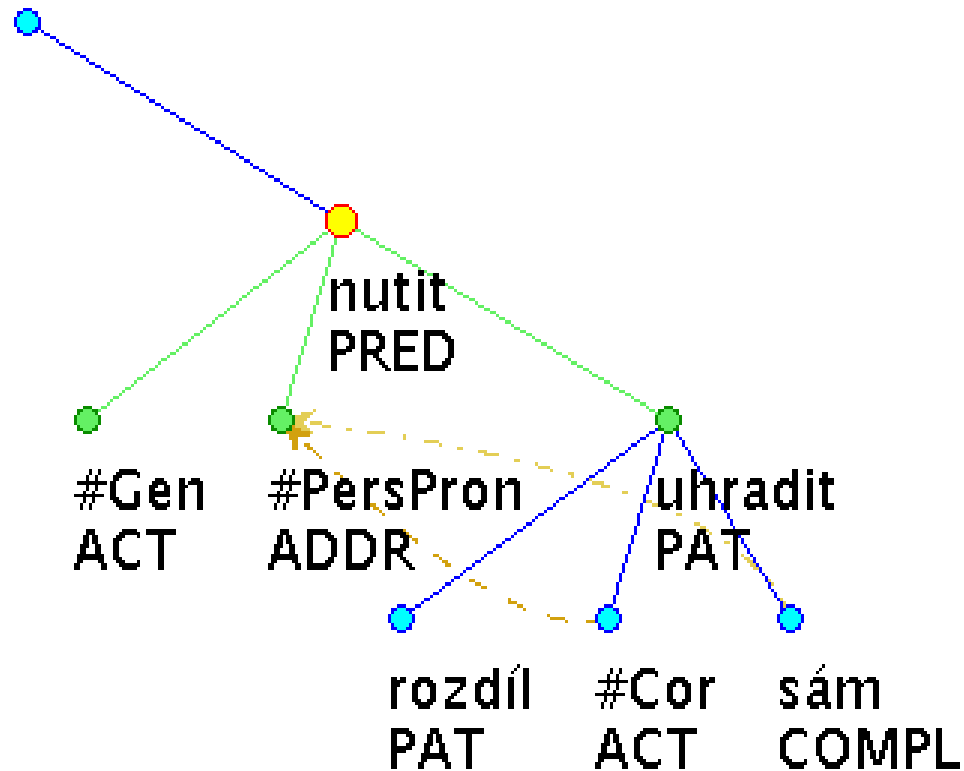 nutit
PRED
#Gen
ACT
#PersPron
ADDR
uhradit
PAT
rozdíl
PAT
#Cor
ACT
sám
COMPL